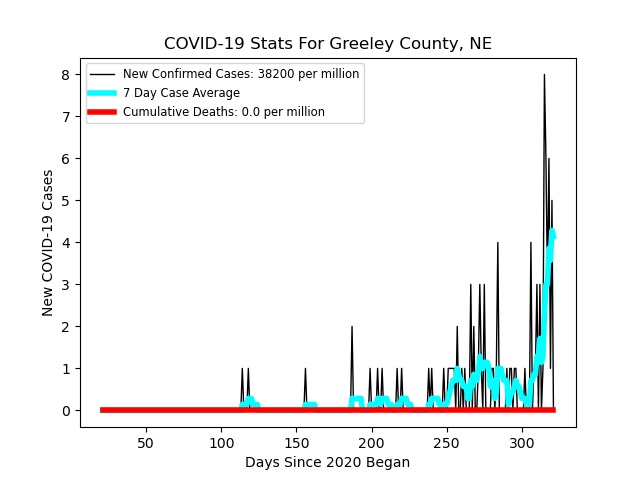 COVID-19 Stats For Greeley County, NE
New Confirmed Cases: 38200 per million
7 Day Case Average
Cumulative Deaths: 0.0 per million
New COVID-19 Cases
8
7
6
5
4
3
2
1
0
50 100 150 200 250 300
Days Since 2020 Began